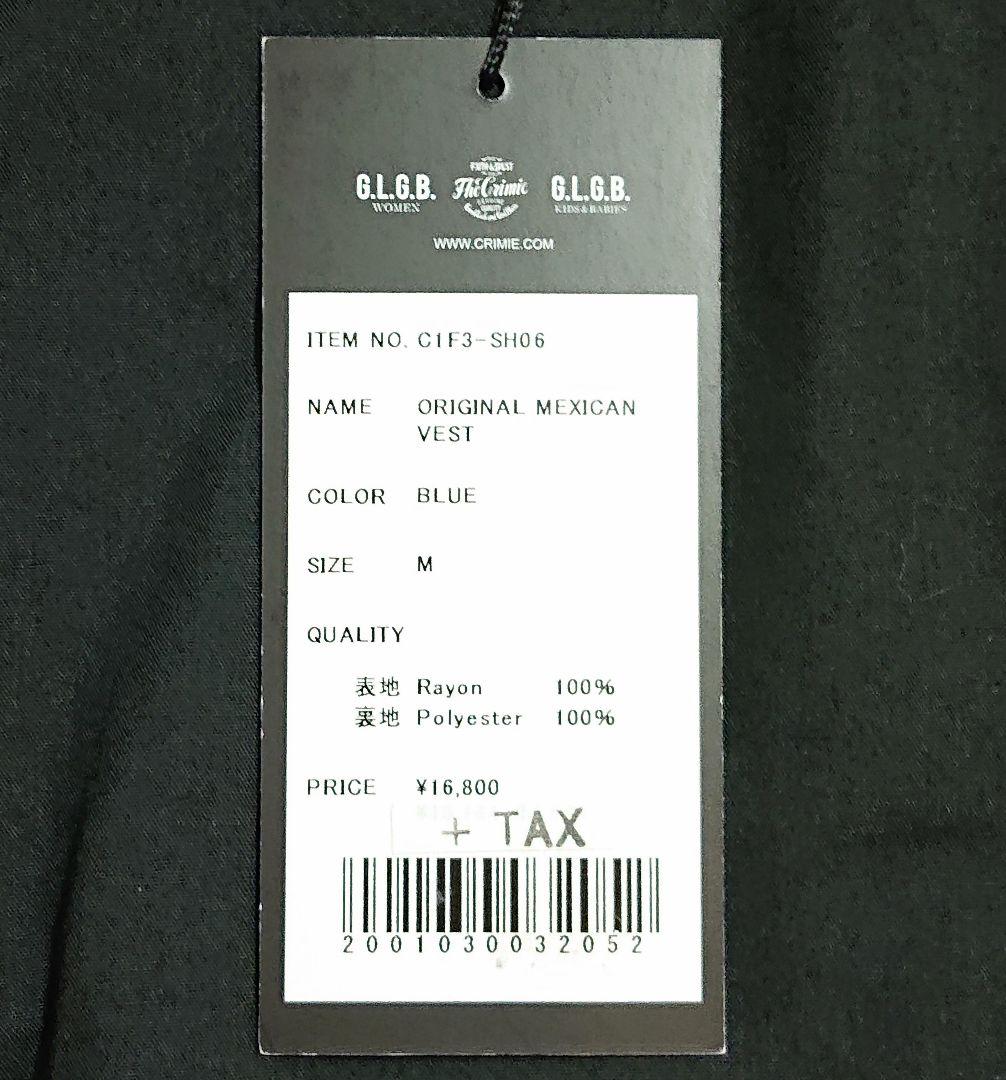 G.L.G.B.
WOMEN
The Crimie
G.L.G.B.
KIDS & BABIES
WWW.CRIMIE.COM
ITEM NO. C1F3-SH06
NAME ORIGINAL MEXICAN
VEST
COLOR BLUE
SIZE M
QUALITY
表地 Rayon 100%
裏地 Polyester 100%
PRICE ¥16,800
+ TAX
2001030032052